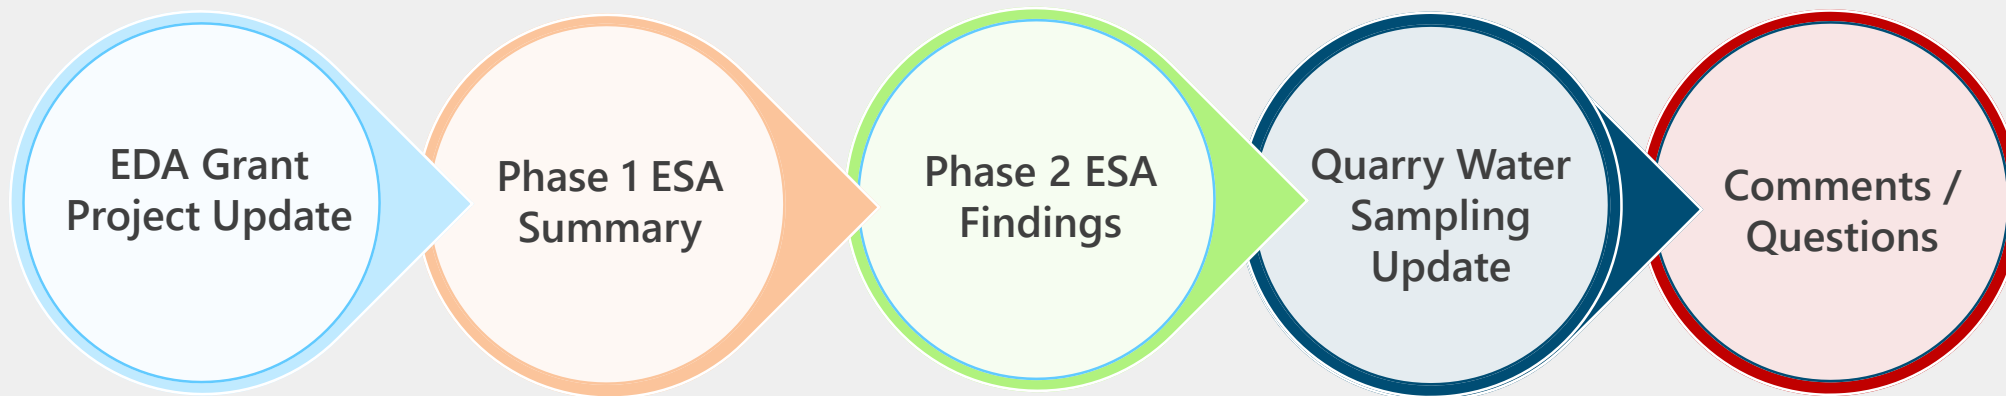 EDA Grant
Project Update
Phase 1 ESA
Summary
Phase 2 ESA
Findings
Quarry Water
Sampling
Update
Comments /
Questions